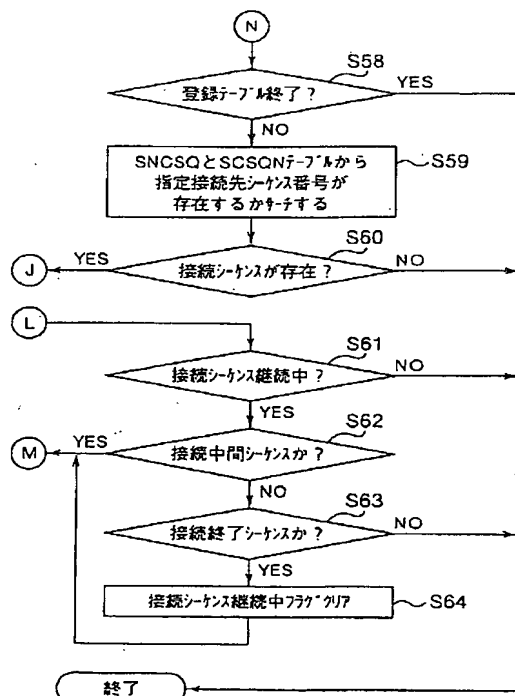 N
S58
登録テーブル終了？
YES
NO
SNCSQとSCSQNテーブルから
指定接続先シーケンス番号が
存在するかサーチする
S59
S60
J
YES
接続シーケンスが存在？
NO
L
S61
接続シーケンス継続中？
NO
YES
S62
M
YES
接続中間シーケンスか？
NO
S63
接続終了シーケンスか？
NO
YES
接続シーケンス継続中フラグクリア
S64
終了